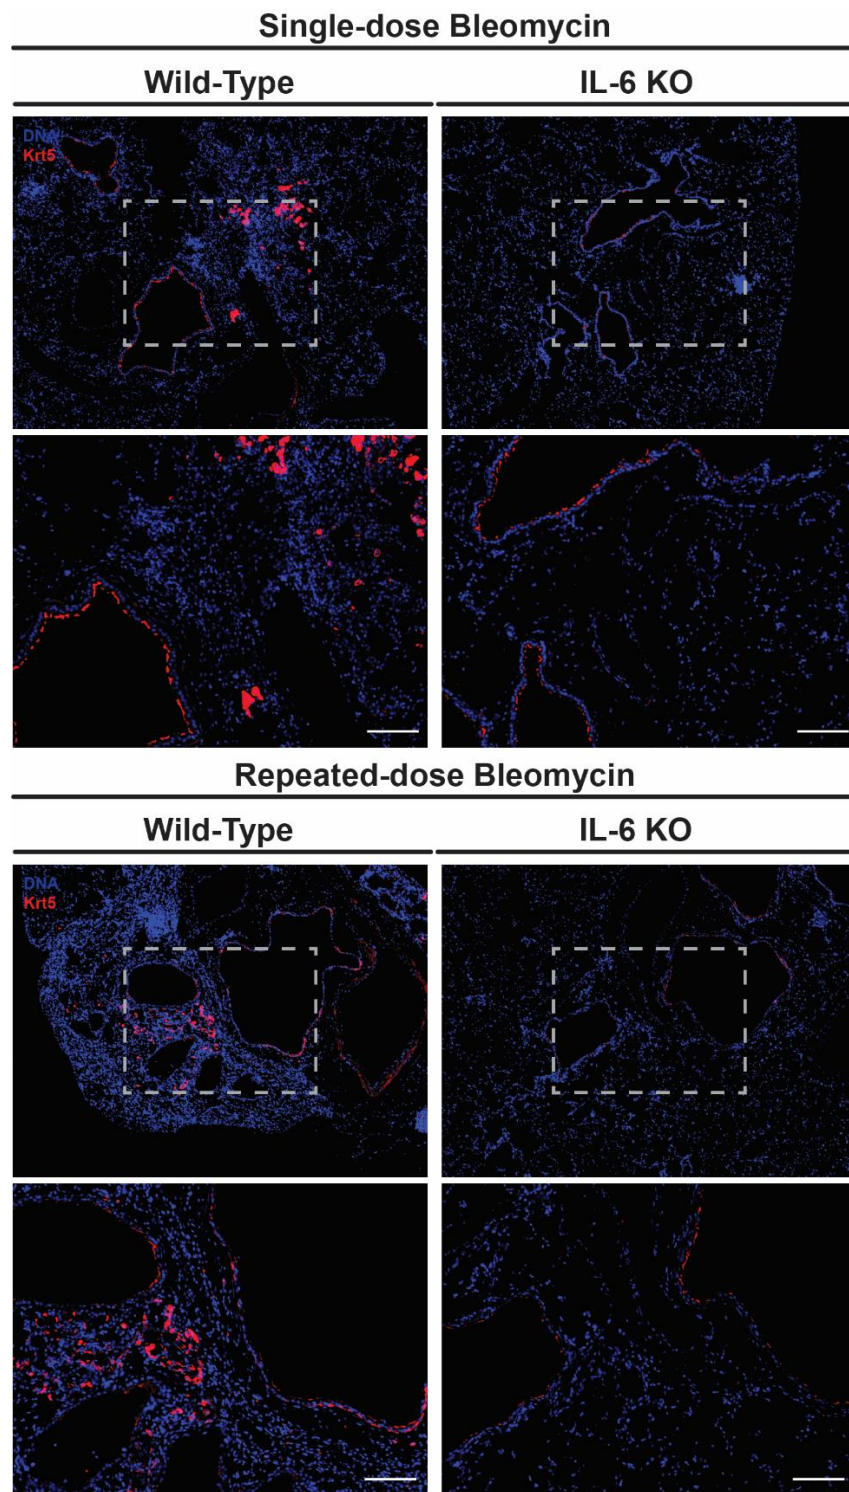 Single-dose Bleomycin
Wild-Type
IL-6 KO
DNA
Krt5
Repeated-dose Bleomycin
Wild-Type
IL-6 KO
DNA
Krt5